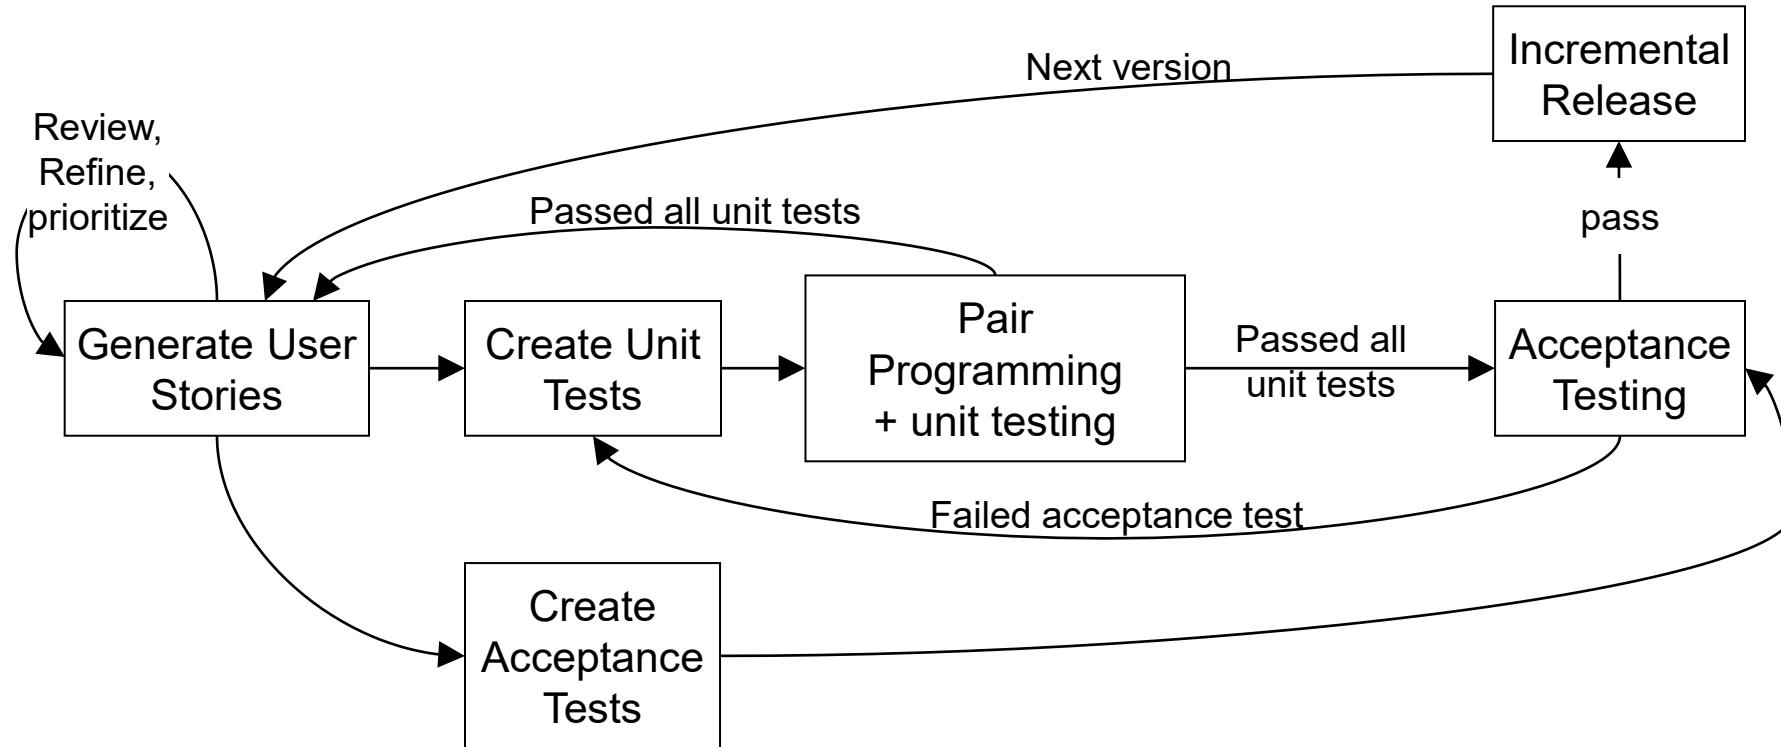 Incremental
Release
Next version
Review,
Refine,
prioritize
Passed all unit tests
pass
Generate User
Stories
Create Unit
Tests
Pair
Programming
+ unit testing
Passed all
unit tests
Acceptance
Testing
Failed acceptance test
Create
Acceptance
Tests